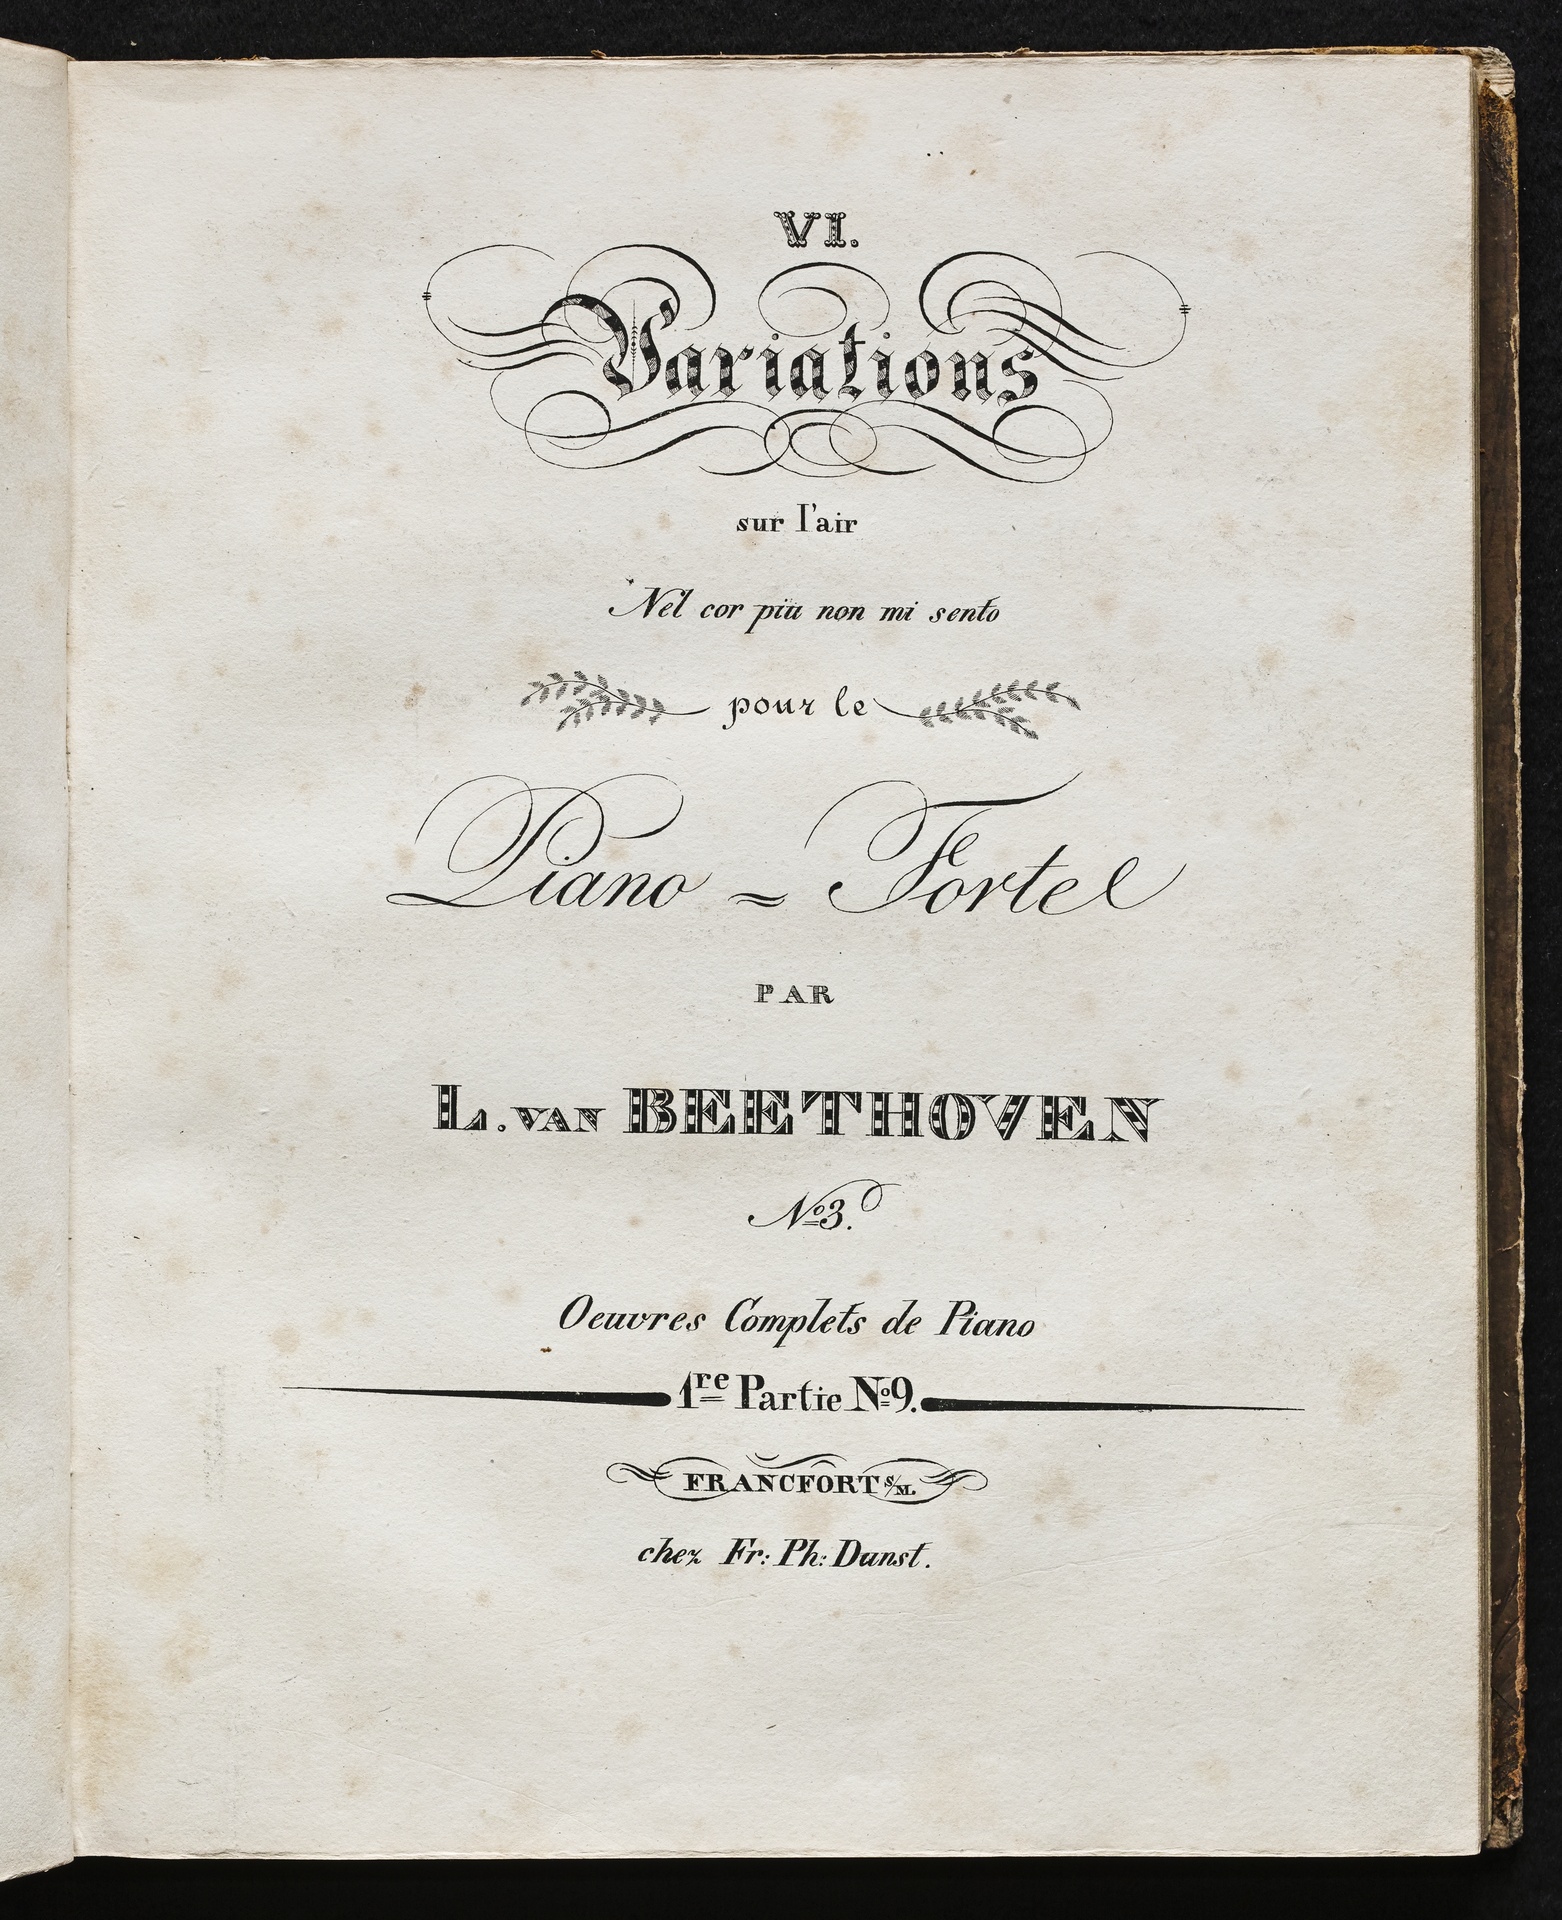 VI.
Variations
sur l'air
Nel cor più non mi sento
pour le
Piano = Forte
PAR
L. VAN BEETHOVEN
No 3.
Oeuvres Complets de Piano
1re Partie No 9.
FRANCFORT s/M.
chez Fr: Ph: Dunst.